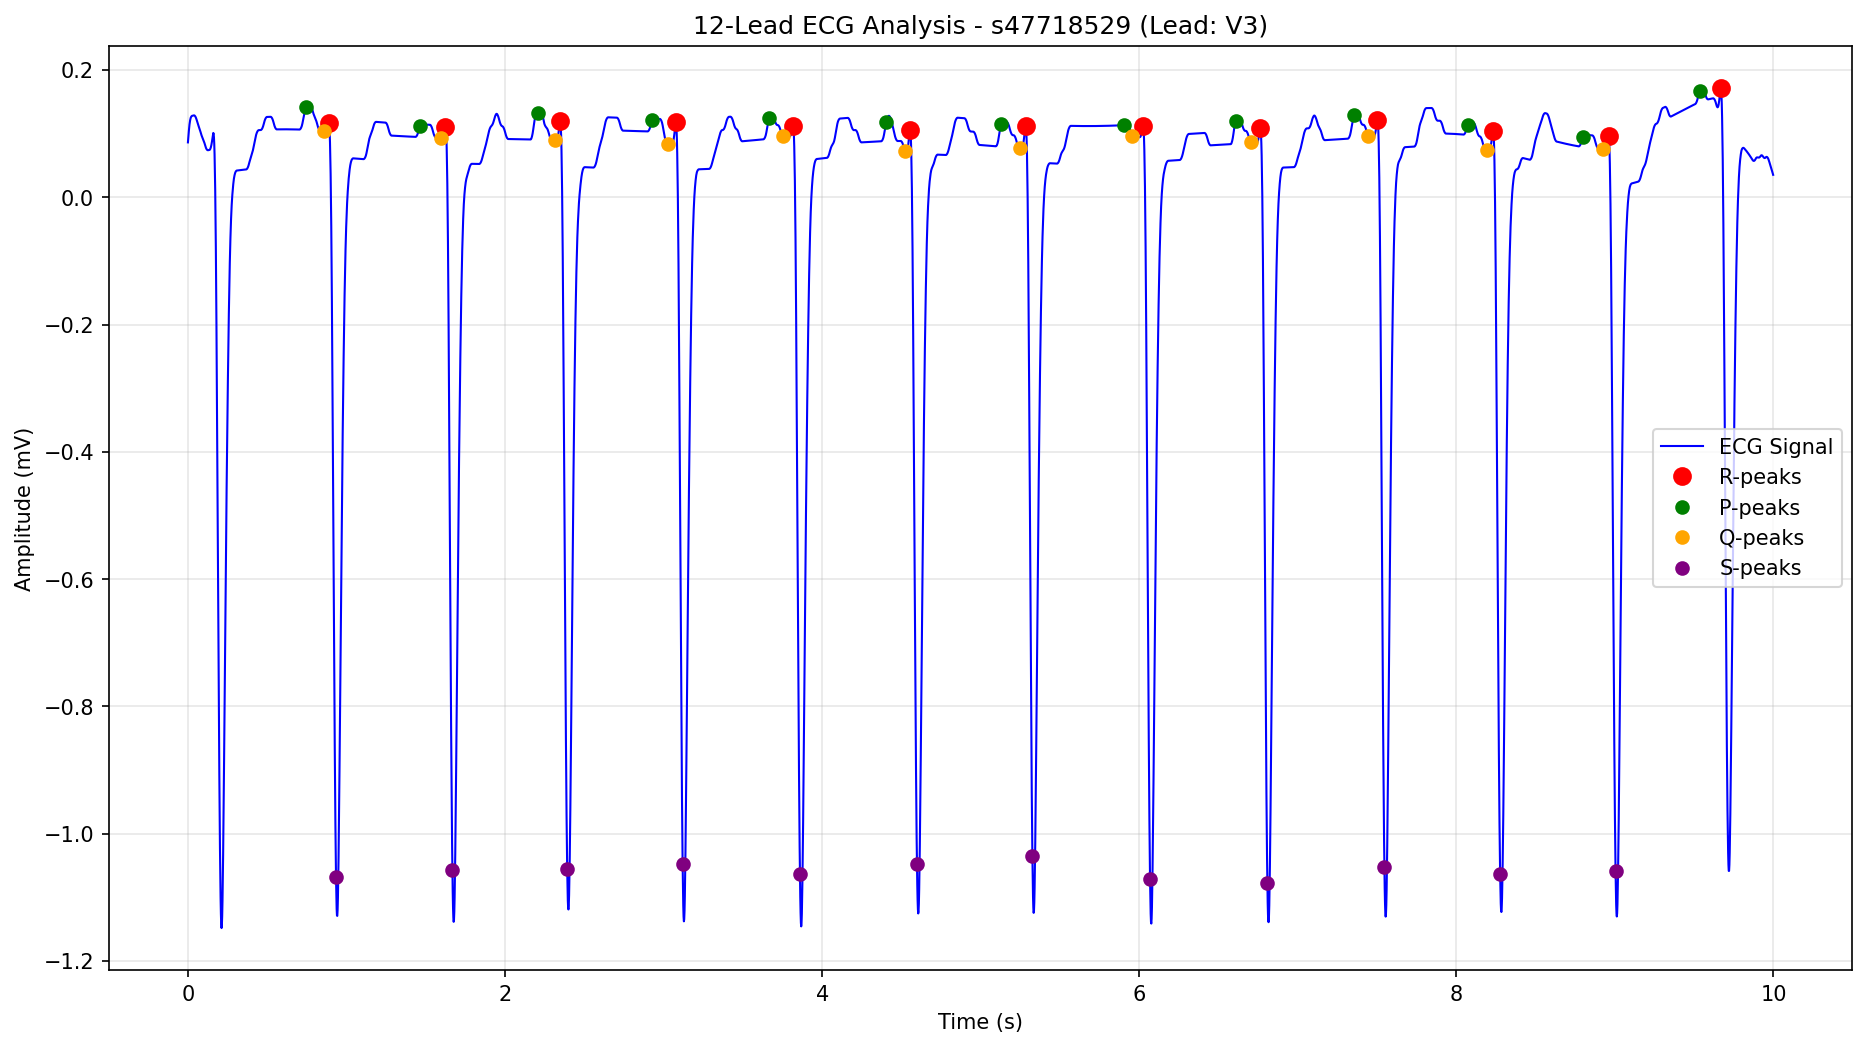 12-Lead ECG Analysis - s47718529 (Lead: V3)
Amplitude (mV)
0.2
0.0
−0.2
−0.4
−0.6
−0.8
−1.0
−1.2
ECG Signal
R-peaks
P-peaks
Q-peaks
S-peaks
0 2 4 6 8 10
Time (s)